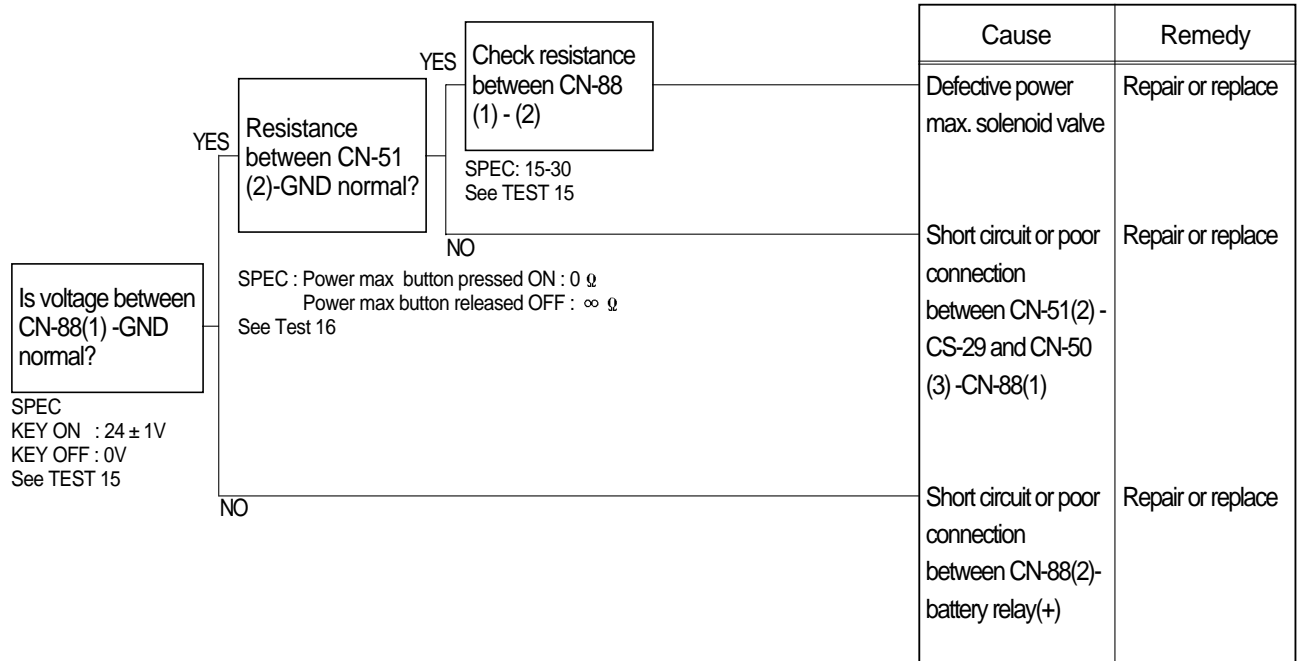 Is voltage between
CN-88(1) -GND
normal?
SPEC
KEY ON : 24 ± 1V
KEY OFF : 0V
See TEST 15
YES
NO
Resistance
between CN-51
(2)-GND normal?
SPEC : Power max button pressed ON : 0 Ω
Power max button released OFF : ∞ Ω
See Test 16
YES
NO
Check resistance
between CN-88
(1) - (2)
SPEC: 15-30
See TEST 15
Cause Remedy
Defective power
max. solenoid valve
Repair or replace
Short circuit or poor
connection
between CN-51(2) -
CS-29 and CN-50
(3) -CN-88(1)
Repair or replace
Short circuit or poor
connection
between CN-88(2)-
battery relay(+)
Repair or replace